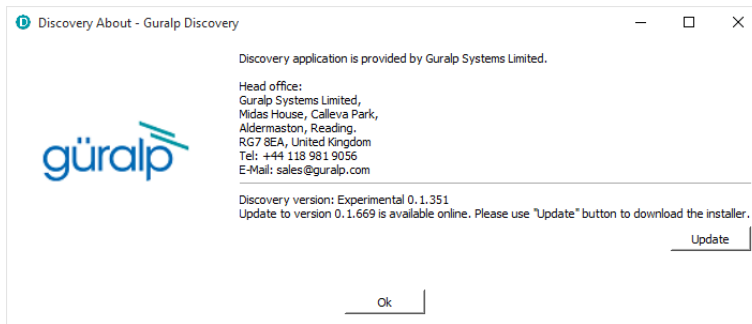 Discovery About - Guralp Discovery
Discovery application is provided by Guralp Systems Limited.
Head office:
Guralp Systems Limited,
Midas House, Calleva Park,
Aldermaston, Reading.
RG7 8EA, United Kingdom
Tel: +44 118 981 9056
E-Mail: sales@guralp.com
güralp
Discovery version: Experimental 0.1.351
Update to version 0.1.669 is available online. Please use "Update" button to download the installer.
Update
Ok